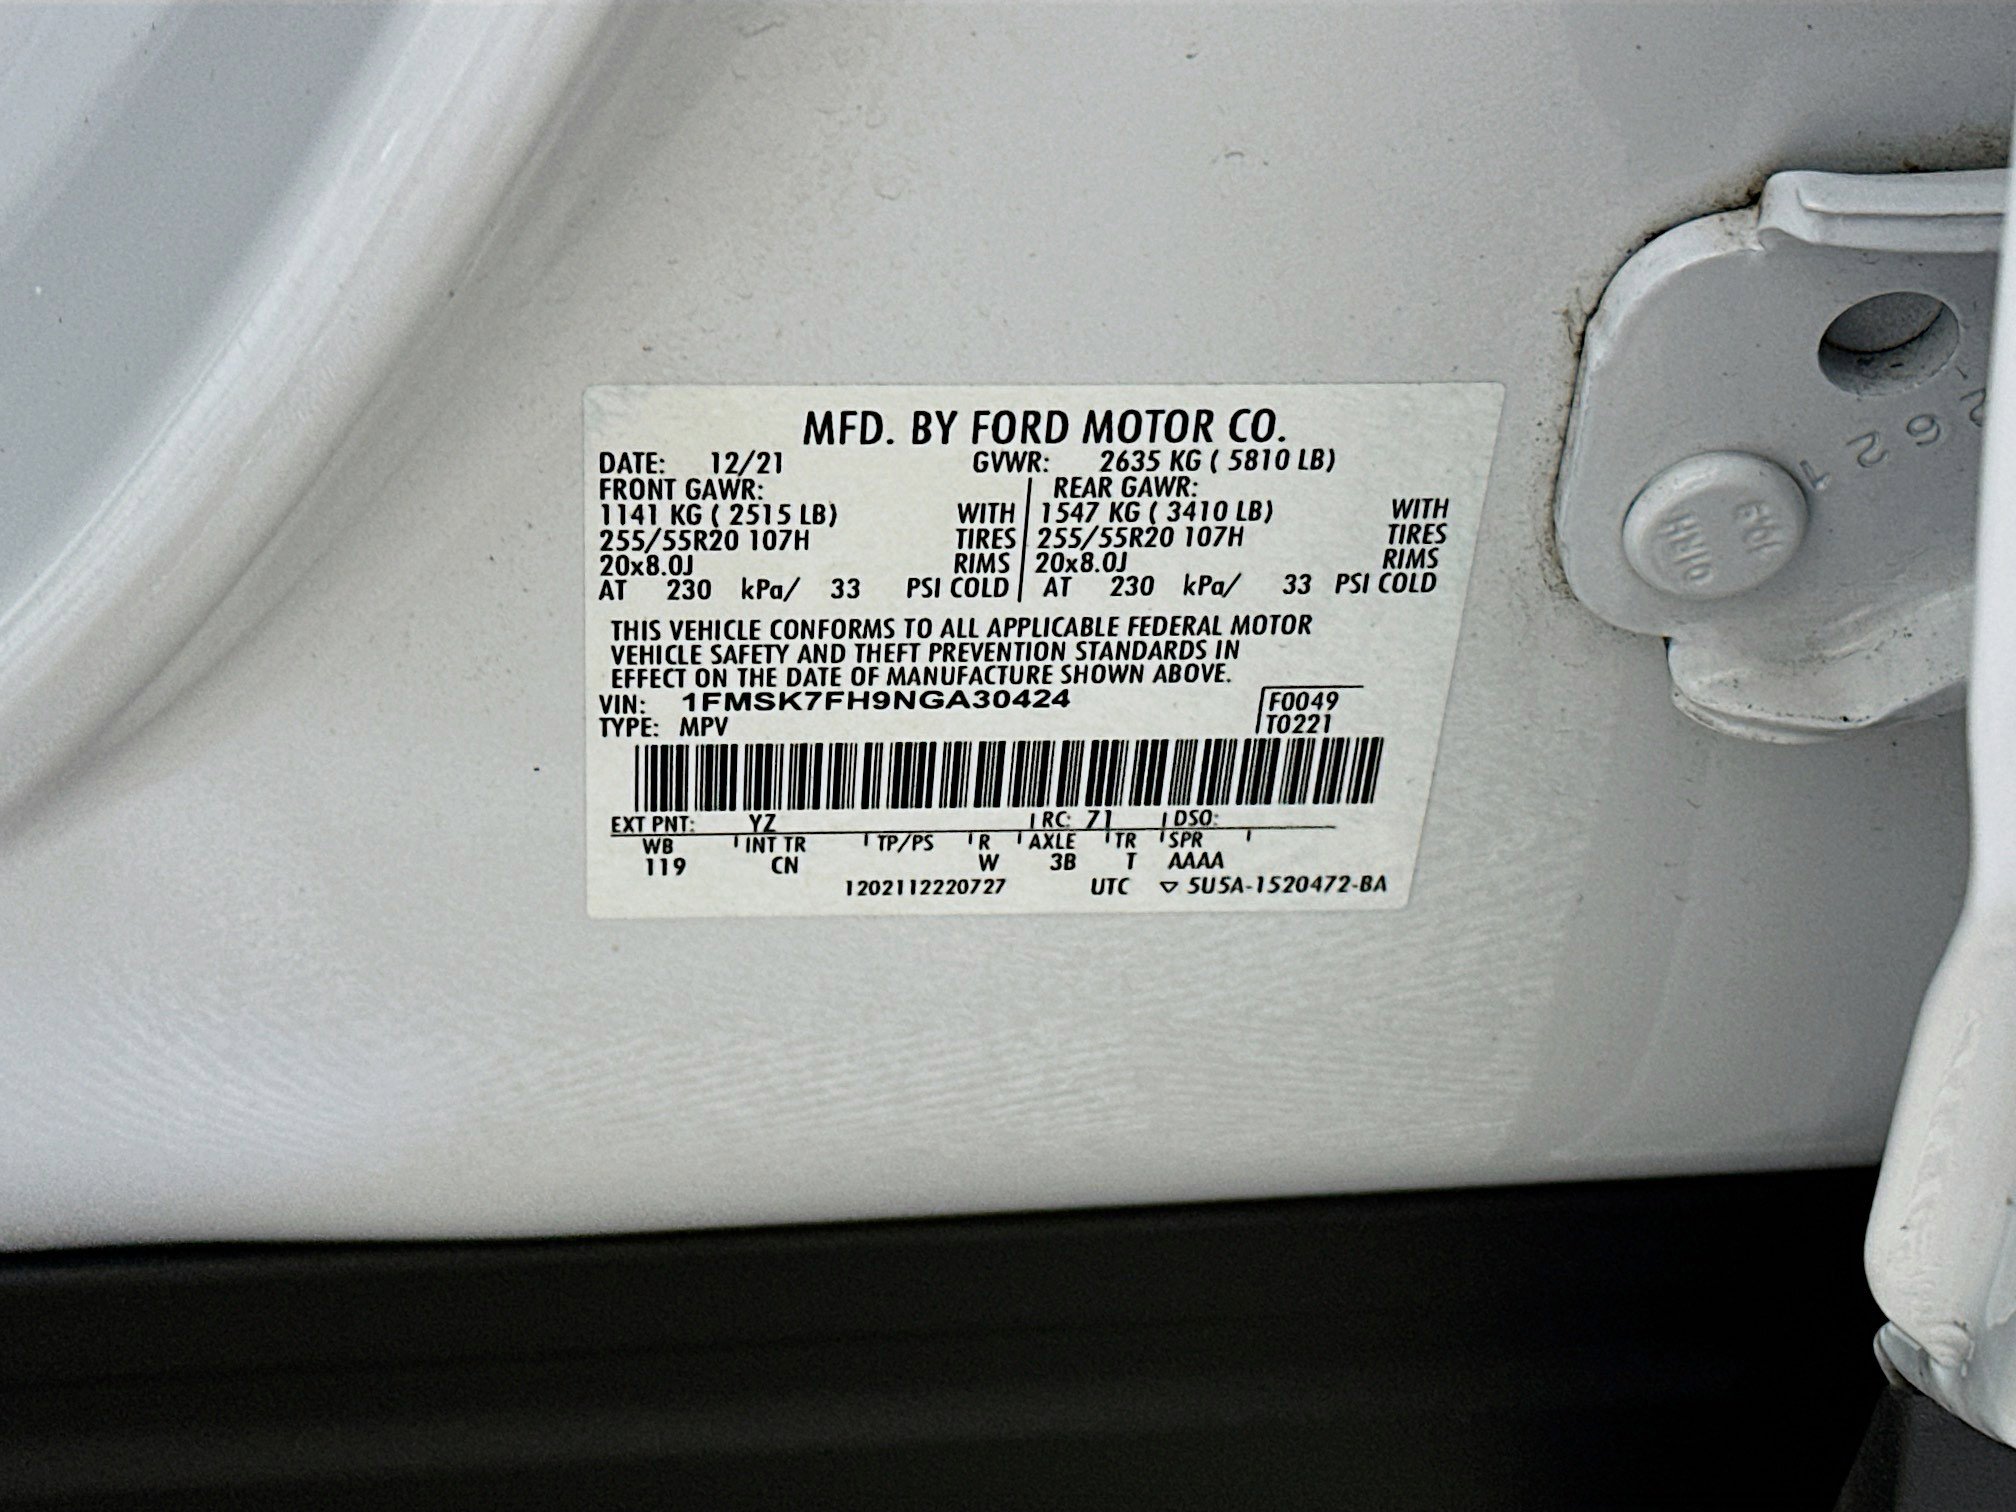 MFD. BY FORD MOTOR CO.
DATE: 12/21 GVWR: 2635 KG ( 5810 LB)
FRONT GAWR: REAR GAWR:
1141 KG ( 2515 LB) WITH 1547 KG ( 3410 LB) WITH
255/55R20 107H TIRES 255/55R20 107H TIRES
20x8.0J RIMS 20x8.0J RIMS
AT 230 kPa/ 33 PSI COLD AT 230 kPa/ 33 PSI COLD
THIS VEHICLE CONFORMS TO ALL APPLICABLE FEDERAL MOTOR
VEHICLE SAFETY AND THEFT PREVENTION STANDARDS IN
EFFECT ON THE DATE OF MANUFACTURE SHOWN ABOVE.
VIN: 1FMSK7FH9NGA30424 F0049
TYPE: MPV T0221
EXT PNT: YZ RC: 71 DSO:
WB INT TR TP/PS R AXLE TR SPR
119 CN W 3B T AAAA
1202112220727 UTC ▽ 5U5A-1520472-BA